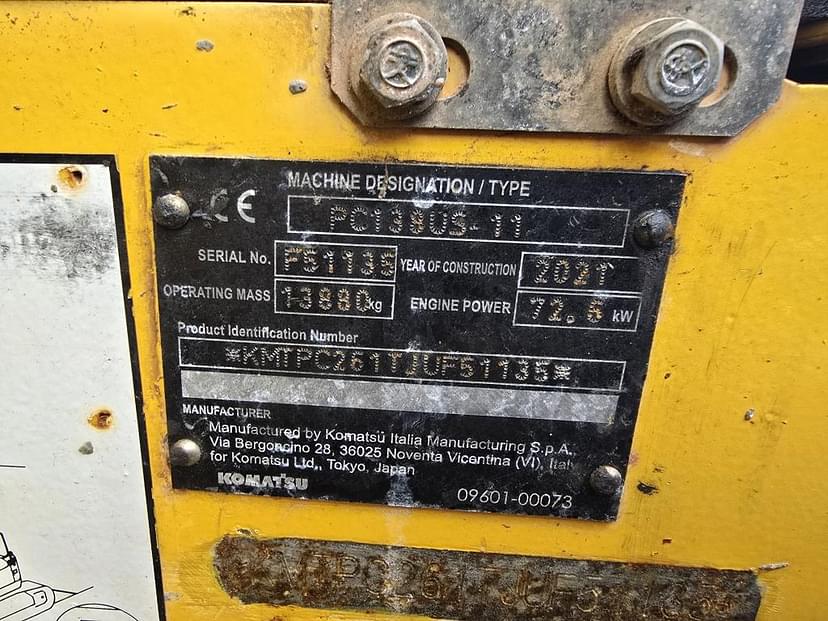 CE
MACHINE DESIGNATION / TYPE
PC138US-11
SERIAL No. F51135
YEAR OF CONSTRUCTION 2021
OPERATING MASS 13880 kg
ENGINE POWER 72.6 kW
Product Identification Number
*KMTPC261TJUF51135*
MANUFACTURER
Manufactured by Komatsu Italia Manufacturing S.p.A.
Via Bergoncino 28, 36025 Noventa Vicentina (VI), Italy
for Komatsu Ltd., Tokyo, Japan
KOMATSU
09601-00073